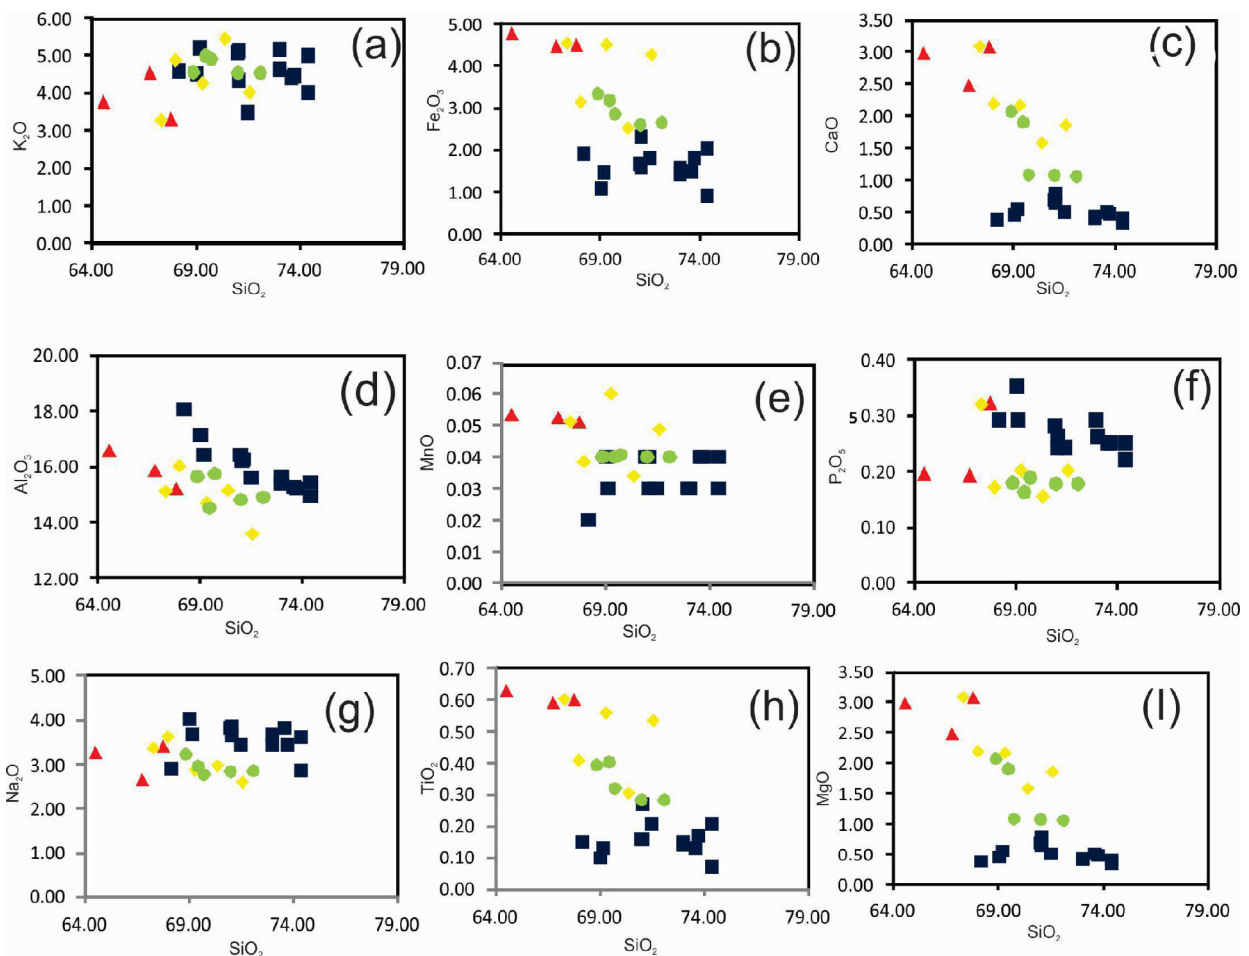 6.00
5.00
4.00
3.00
2.00
1.00
0.00
K₂O
(a)
64.00 69.00 74.00 79.00
SiO₂
5.00
4.00
3.00
2.00
1.00
0.00
Fe₂O₃
(b)
64.00 69.00 74.00 79.00
SiO₂
3.50
3.00
2.50
2.00
1.50
1.00
0.50
0.00
CaO
(c)
64.00 69.00 74.00 79.00
SiO₂
20.00
18.00
16.00
14.00
12.00
Al₂O₃
(d)
64.00 69.00 74.00 79.00
SiO₂
0.07
0.06
0.05
0.04
0.03
0.02
0.01
0.00
MnO
(e)
64.00 69.00 74.00 79.00
SiO₂
0.40
5 0.30
0.20
0.10
0.00
P₂O₅
(f)
64.00 69.00 74.00 79.00
SiO₂
5.00
4.00
3.00
2.00
1.00
0.00
Na₂O
(g)
64.00 69.00 74.00 79.00
SiO₂
0.70
0.60
0.50
0.40
0.30
0.20
0.10
0.00
TiO₂
(h)
64.00 69.00 74.00 79.00
SiO₂
3.50
3.00
2.50
2.00
1.50
1.00
0.50
0.00
MgO
(I)
64.00 69.00 74.00 79.00
SiO₂